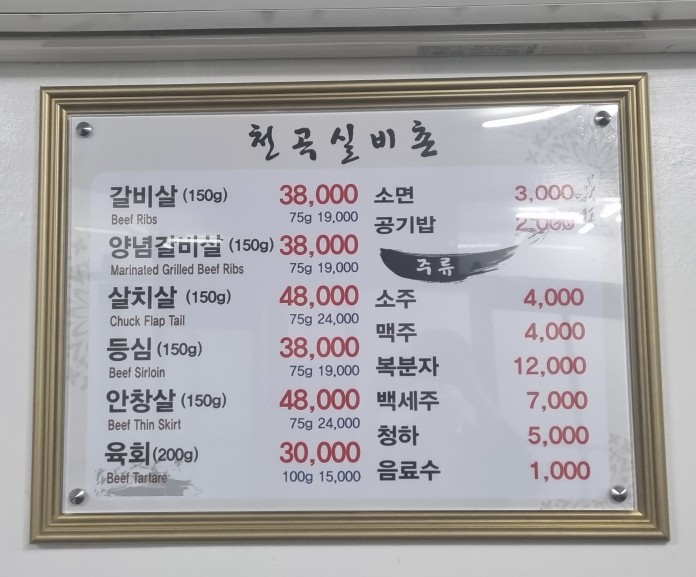 천곡실비촌
갈비살 (150g) 38,000
Beef Ribs 75g 19,000
양념갈비살 (150g) 38,000
Marinated Grilled Beef Ribs 75g 19,000
살치살 (150g) 48,000
Chuck Flap Tail 75g 24,000
등심 (150g) 38,000
Beef Sirloin 75g 19,000
안창살 (150g) 48,000
Beef Thin Skirt 75g 24,000
육회(200g) 30,000
Beef Tartare 100g 15,000
소면 3,000
공기밥 2,000
주류
소주 4,000
맥주 4,000
복분자 12,000
백세주 7,000
청하 5,000
음료수 1,000